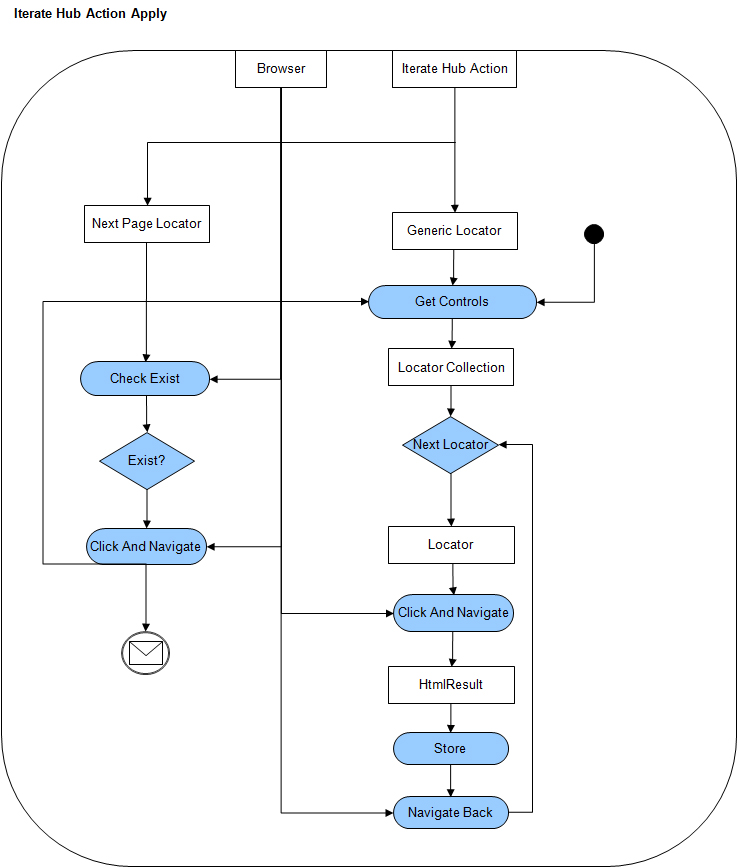 Iterate Hub Action Apply
Browser
Iterate Hub Action
Next Page Locator
Generic Locator
Get Controls
Locator Collection
Check Exist
Next Locator
Exist?
Locator
Click And Navigate
Click And Navigate
HtmlResult
Store
Navigate Back